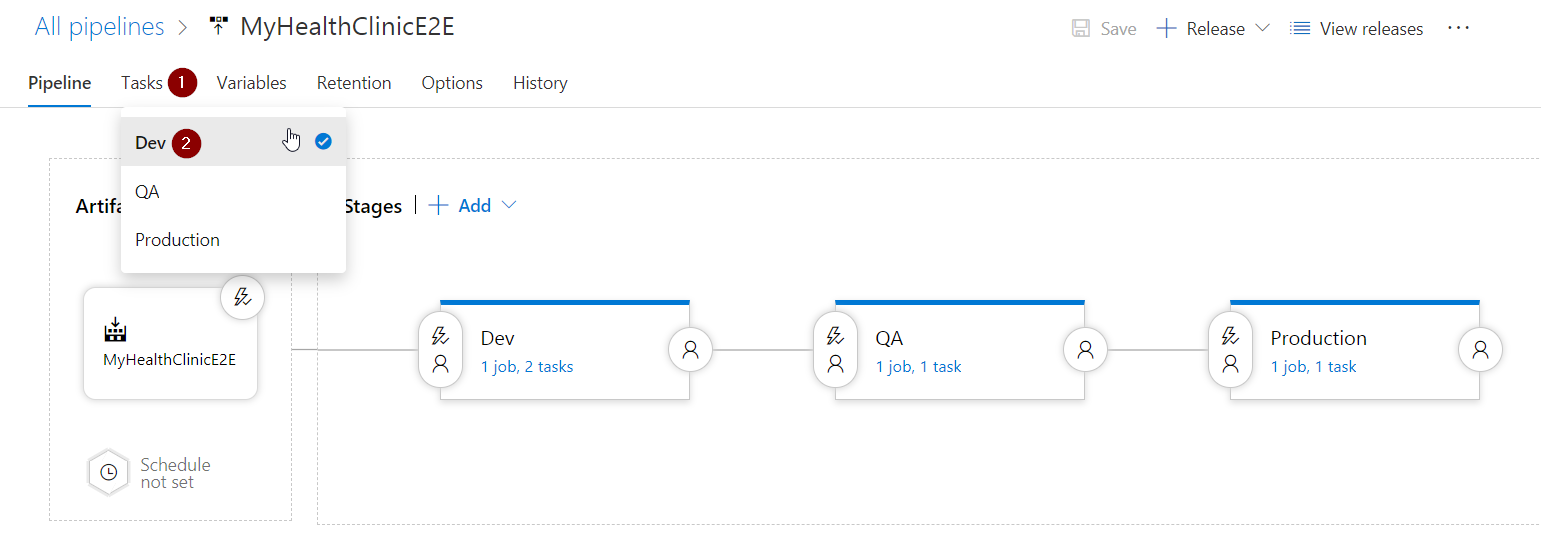 All pipelines > MyHealthClinicE2E
Save + Release View releases ...
Pipeline Tasks 1 Variables Retention Options History
Dev 2
QA
Production
Artifa
Stages | + Add
MyHealthClinicE2E
Schedule
not set
Dev
1 job, 2 tasks
QA
1 job, 1 task
Production
1 job, 1 task